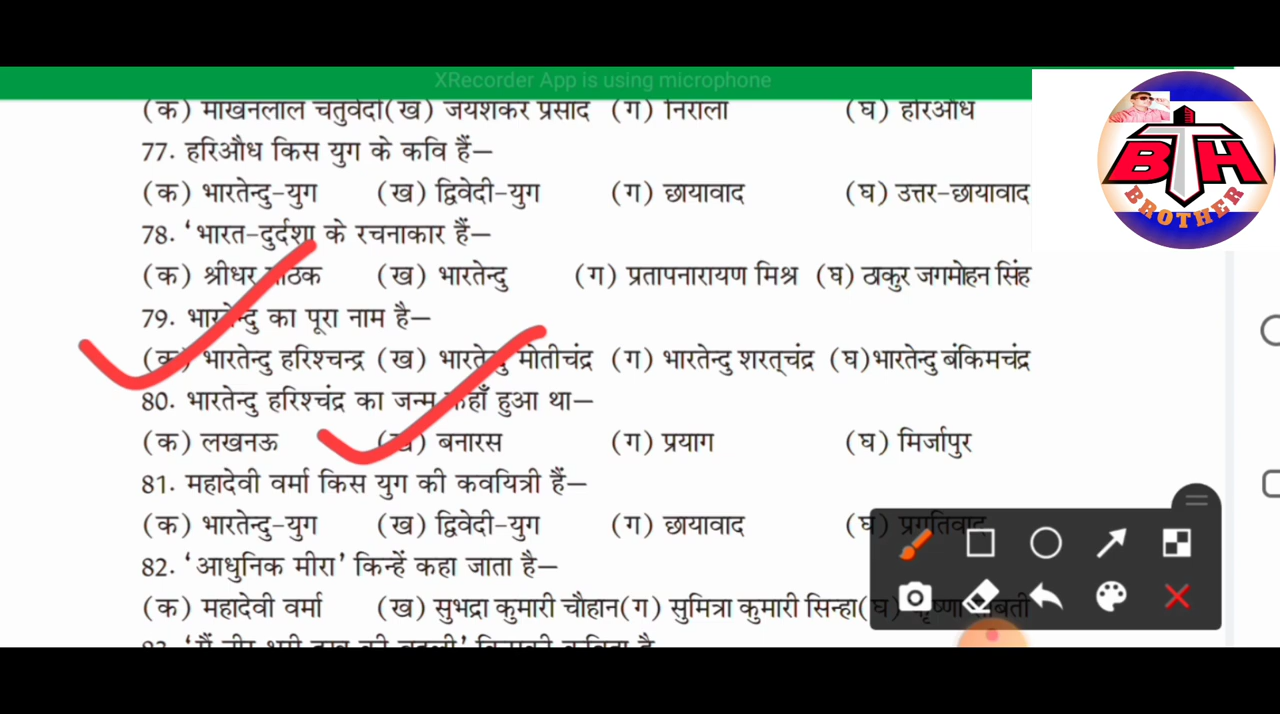 XRecorder App is using microphone
(क) माखनलाल चतुर्वेदी (ख) जयशंकर प्रसाद (ग) निराला (घ) हरिऔध
77. हरिऔध किस युग के कवि हैं—
(क) भारतेन्दु-युग (ख) द्विवेदी-युग (ग) छायावाद (घ) उत्तर-छायावाद
78. ‘भारत-दुर्दशा के रचनाकार हैं—
(क) श्रीधर पाठक (ख) भारतेन्दु (ग) प्रतापनारायण मिश्र (घ) ठाकुर जगमोहन सिंह
79. भारतेन्दु का पूरा नाम है—
(क) भारतेन्दु हरिश्चन्द्र (ख) भारतेन्दु मोतीचंद्र (ग) भारतेन्दु शरत्चंद्र (घ) भारतेन्दु बंकिमचंद्र
80. भारतेन्दु हरिश्चंद्र का जन्म कहाँ हुआ था—
(क) लखनऊ (ख) बनारस (ग) प्रयाग (घ) मिर्जापुर
81. महादेवी वर्मा किस युग की कवयित्री हैं—
(क) भारतेन्दु-युग (ख) द्विवेदी-युग (ग) छायावाद (घ) प्रगतिवाद
82. ‘आधुनिक मीरा’ किन्हें कहा जाता है—
(क) महादेवी वर्मा (ख) सुभद्रा कुमारी चौहान (ग) सुमित्रा कुमारी सिन्हा (घ)
BTH
BROTHER